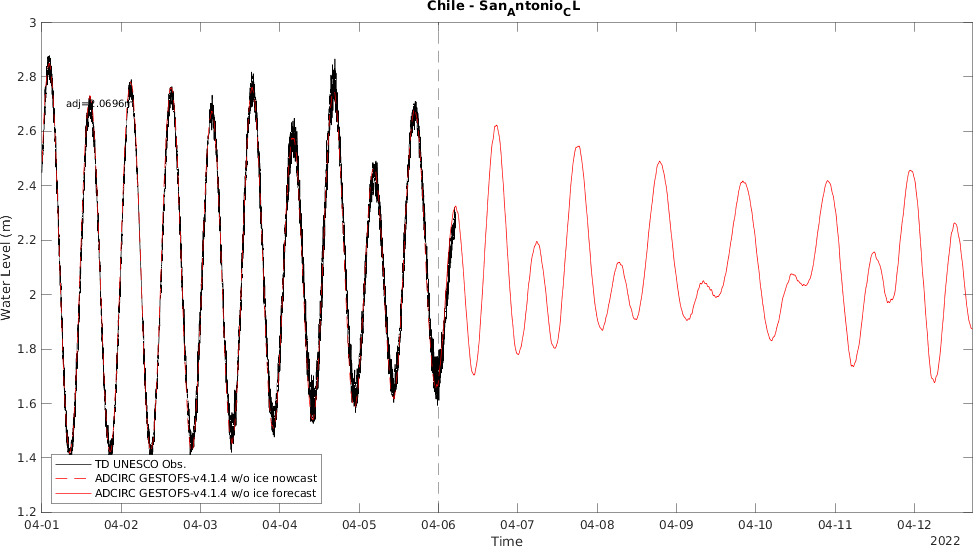 Chile - SanAntonioCL
3
2.8
2.6
2.4
2.2
2
1.8
1.6
1.4
1.2
Water Level (m)
TD UNESCO Obs.
ADCIRC GESTOFS-v4.1.4 w/o ice nowcast
ADCIRC GESTOFS-v4.1.4 w/o ice forecast
04-01 04-02 04-03 04-04 04-05 04-06 04-07 04-08 04-09 04-10 04-11 04-12
Time
2022